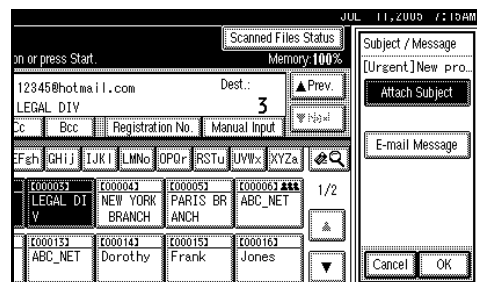 JUL 11,2005 7:15AM
Scanned Files Status
on or press Start.
Memory:100%
12345@hotmail.com
Dest.:
3
LEGAL DIV
▲Prev.
▼Next
Cc
Bcc
Registration No.
Manual Input
EFgh
GHij
IJKl
LMNo
OPQr
RSTu
UVWx
XYZa
[00003]
LEGAL DI
V
[00004]
NEW YORK
BRANCH
[00005]
PARIS BR
ANCH
[00006]
ABC_NET
1/2
[00013]
ABC_NET
[00014]
Dorothy
[00015]
Frank
[00016]
Jones
▲
▼
Subject / Message
[Urgent]New pro...
Attach Subject
E-mail Message
Cancel
OK